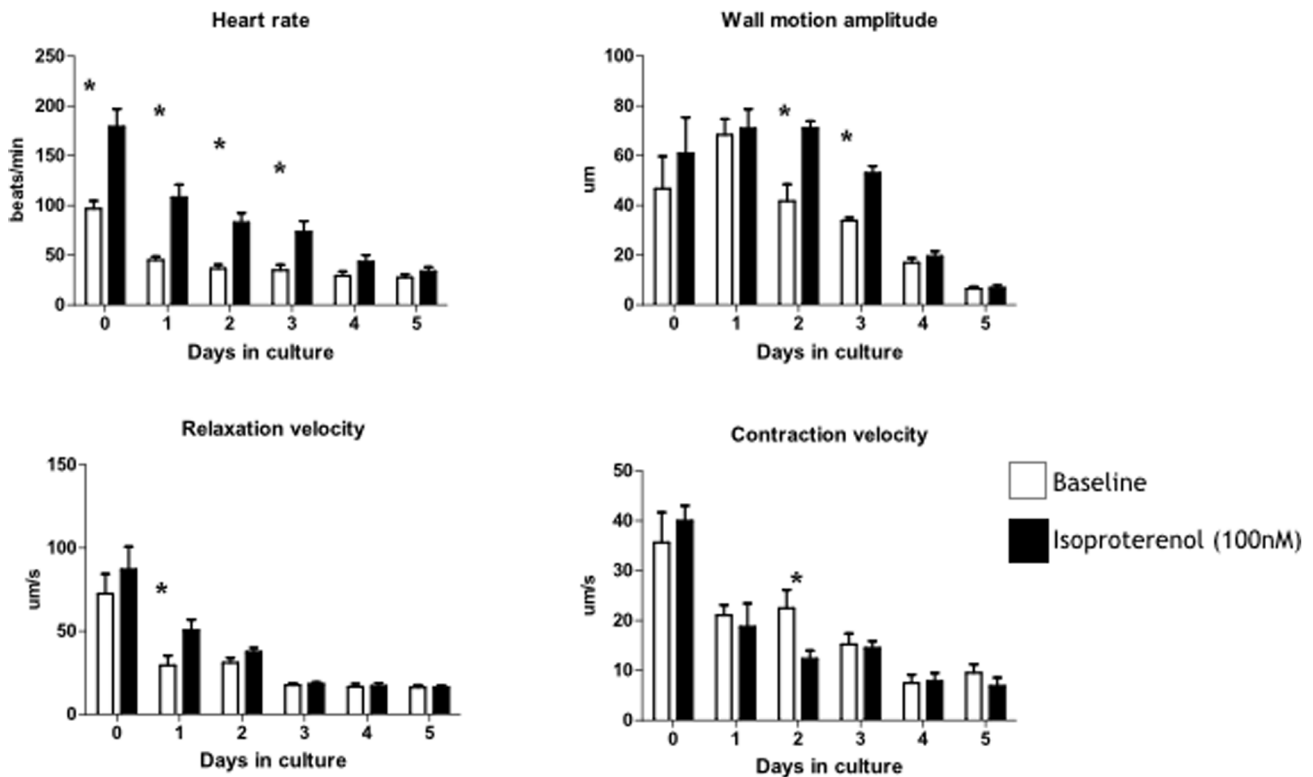 Heart rate
250
200
150
100
50
0
beats/min
* * * *
0 1 2 3 4 5
Days in culture
Wall motion amplitude
100
80
60
40
20
0
um
* *
0 1 2 3 4 5
Days in culture
Relaxation velocity
150
100
50
0
um/s
*
0 1 2 3 4 5
Days in culture
Contraction velocity
50
40
30
20
10
0
um/s
*
0 1 2 3 4 5
Days in culture
Baseline
Isoproterenol (100nM)